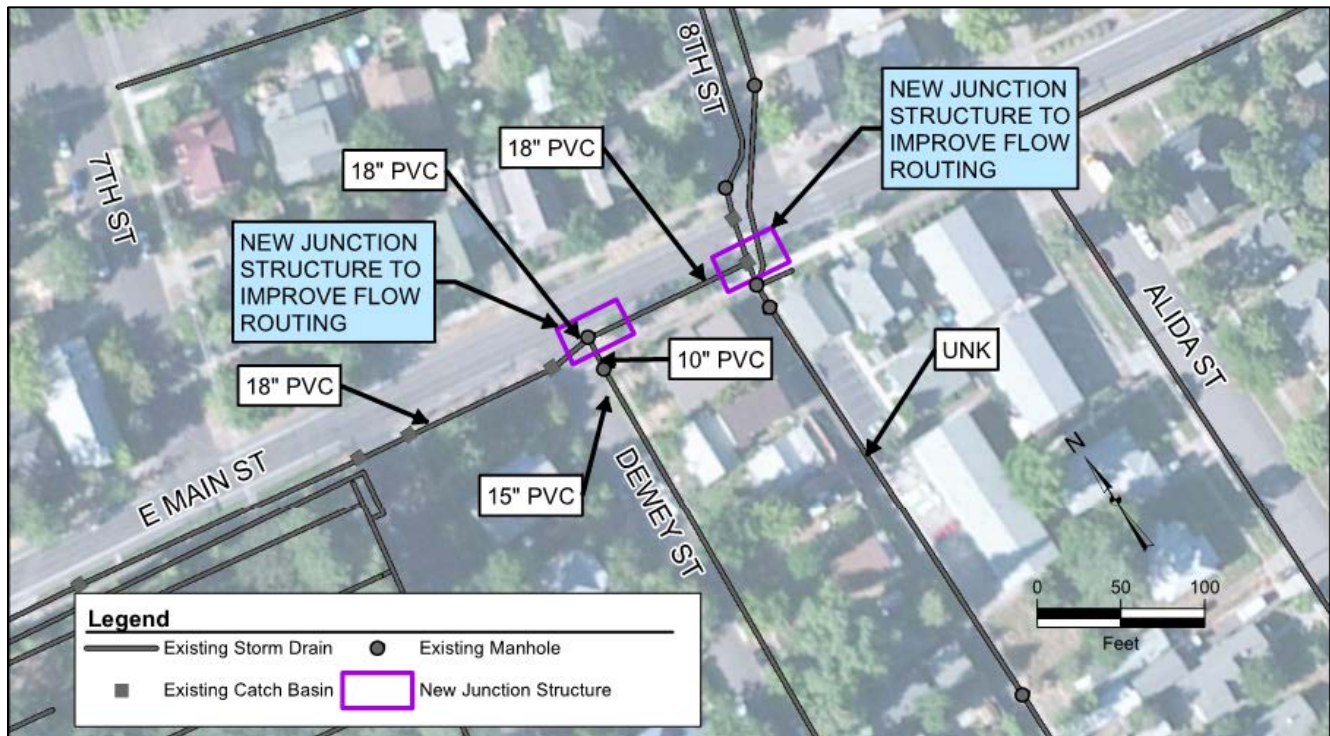 8TH ST
NEW JUNCTION
STRUCTURE TO
IMPROVE FLOW
ROUTING
18" PVC
18" PVC
7TH ST
NEW JUNCTION
STRUCTURE TO
IMPROVE FLOW
ROUTING
ALIDA ST
UNK
10" PVC
18" PVC
15" PVC
DEWEY ST
E MAIN ST
N
0 50 100
Feet
Legend
Existing Storm Drain
Existing Manhole
Existing Catch Basin
New Junction Structure